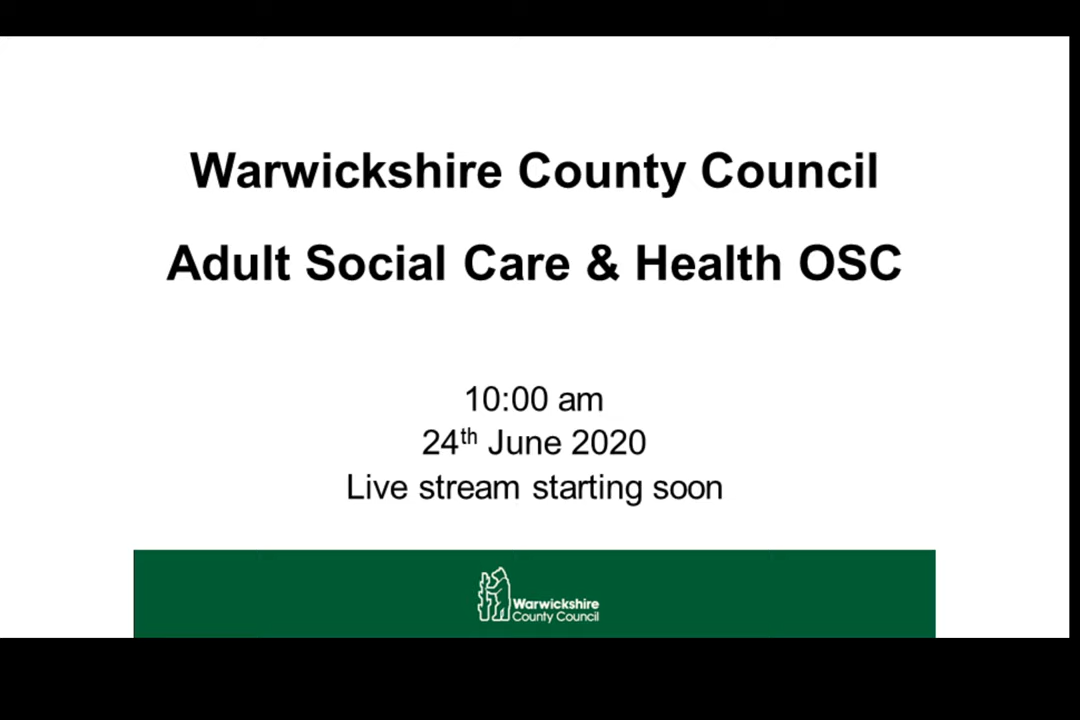 Warwickshire County Council
Adult Social Care & Health OSC
10:00 am
24th June 2020
Live stream starting soon
Warwickshire
County Council